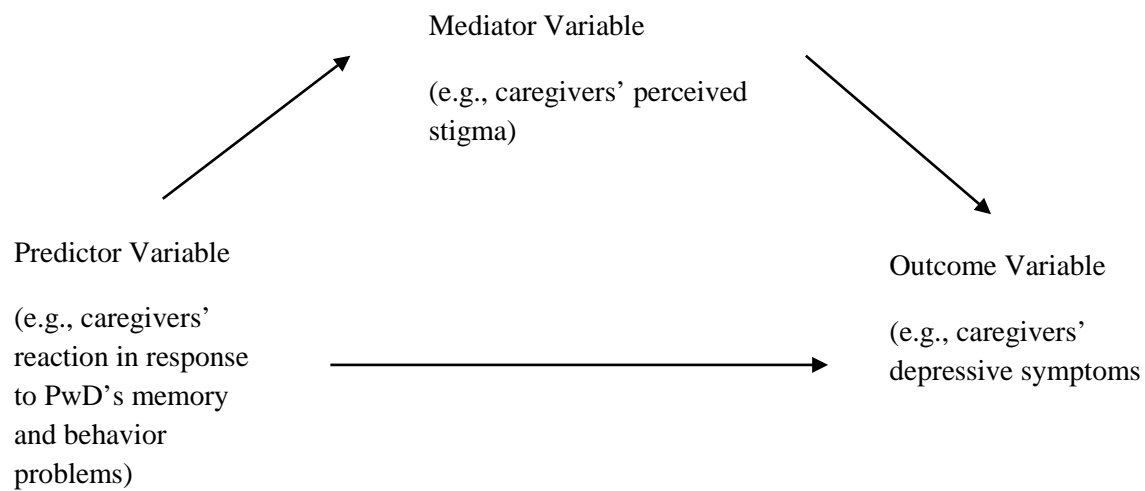 Mediator Variable
(e.g., caregivers’ perceived
stigma)
Predictor Variable
(e.g., caregivers’
reaction in response
to PwD’s memory
and behavior
problems)
Outcome Variable
(e.g., caregivers’
depressive symptoms